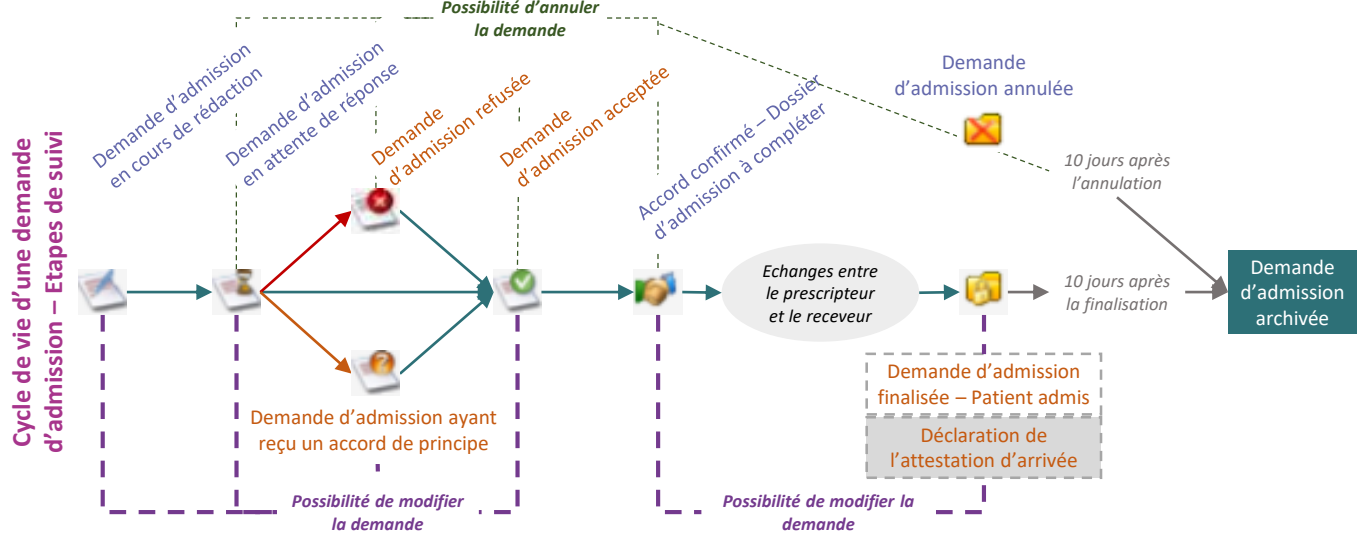 Possibilité d'annuler
la demande
Demande d'admission
en cours de rédaction
Demande d'admission
en attente de réponse
Demande
d'admission refusée
Demande
d'admission acceptée
Accord confirmé – Dossier
d'admission à compléter
Demande
d'admission annulée
10 jours après
l'annulation
Cycle de vie d'une demande
d'admission – Etapes de suivi
Echanges entre
le prescripteur
et le receveur
10 jours après
la finalisation
Demande
d'admission
archivée
Demande d'admission ayant
reçu un accord de principe
Demande d'admission
finalisée – Patient admis
Déclaration de
l'attestation d'arrivée
Possibilité de modifier
la demande
Possibilité de modifier la
demande